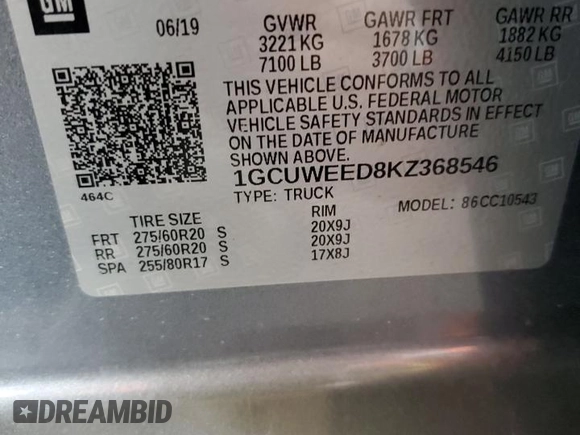 GM
06/19
GVWR GAWR FRT GAWR RR
3221 KG 1678 KG 1882 KG
7100 LB 3700 LB 4150 LB
THIS VEHICLE CONFORMS TO ALL
APPLICABLE U.S. FEDERAL MOTOR
VEHICLE SAFETY STANDARDS IN EFFECT
ON THE DATE OF MANUFACTURE
SHOWN ABOVE.
1GCUWEED8KZ368546
TYPE: TRUCK MODEL: 86CC10543
464C
TIRE SIZE RIM
FRT 275/60R20 S 20X9J
RR 275/60R20 S 20X9J
SPA 255/80R17 S 17X8J
DREAMBID